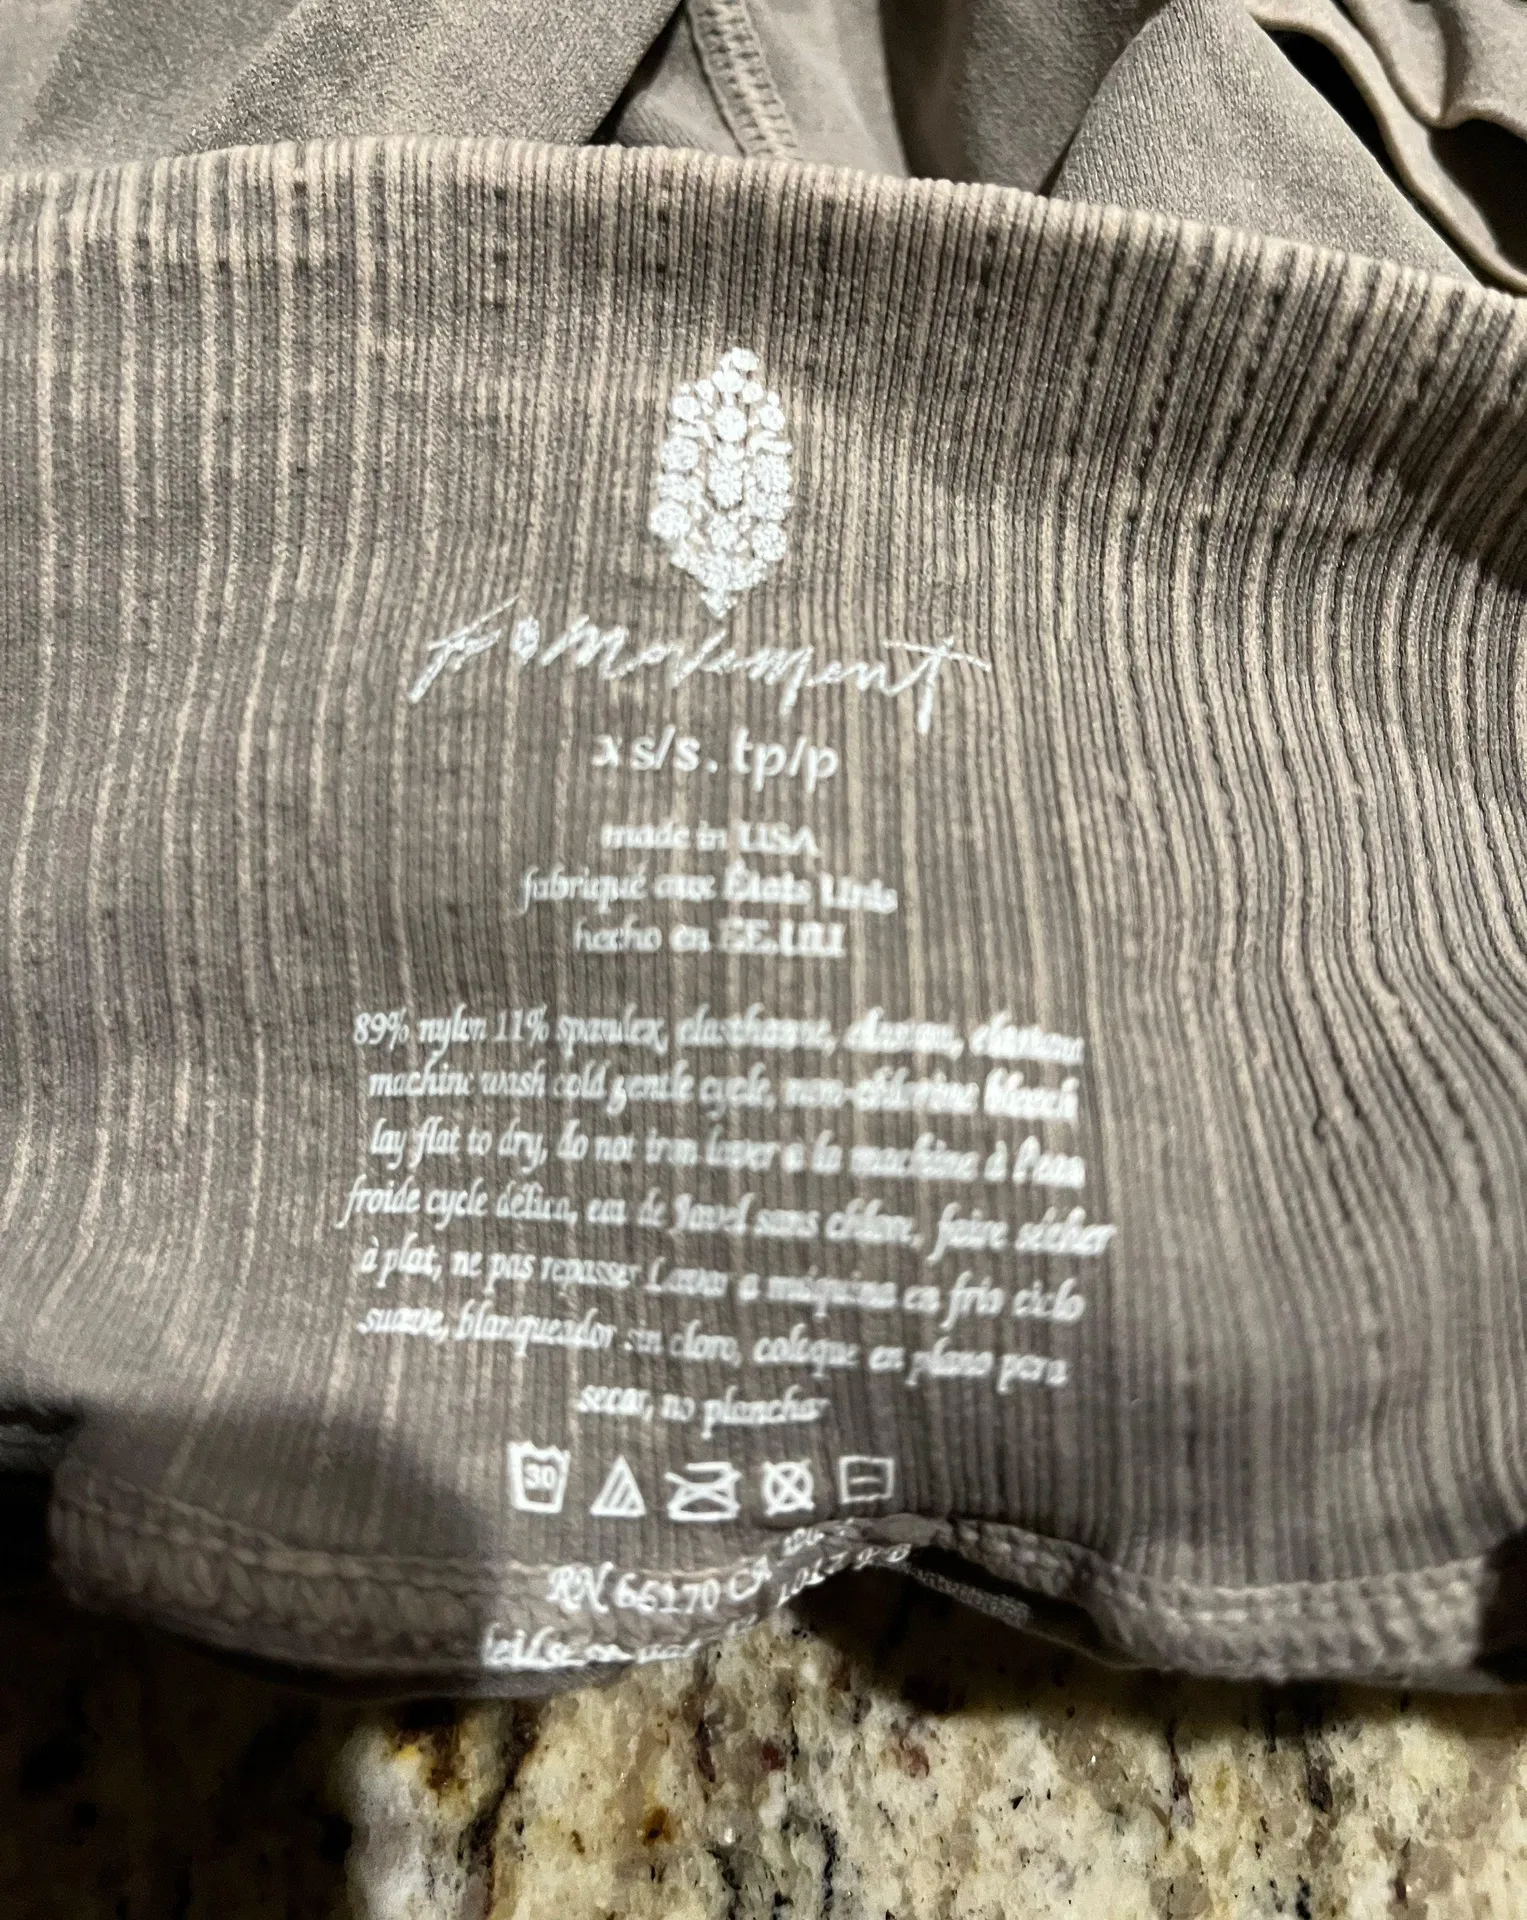 fp movement
xs/s. tp/p
made in USA
fabriqué aux États Unis
hecho en EE.UU
89% nylon 11% spandex, elasthanne,
machine wash cold gentle cycle, non-chlorine bleach
lay flat to dry, do not iron laver a la machine à l'eau
froide cycle délica, eau de Javel sans chlore, faire sécher
à plat, ne pas repasser Lavar a máquina en frío ciclo
suave, blanqueador sin cloro, coloque en plano para
secar, no planchar
30
RN 66170 CA